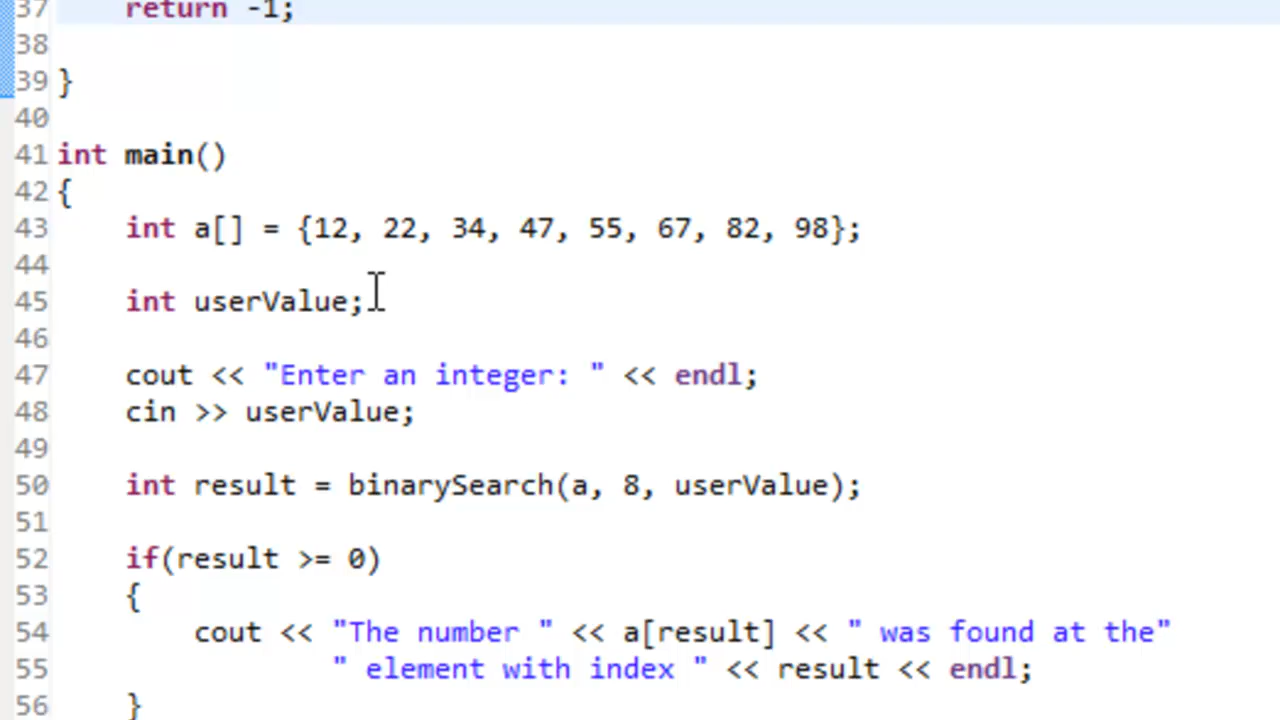 37 return -1;
38
39 }
40
41 int main()
42 {
43 int a[] = {12, 22, 34, 47, 55, 67, 82, 98};
44
45 int userValue;
46
47 cout << "Enter an integer: " << endl;
48 cin >> userValue;
49
50 int result = binarySearch(a, 8, userValue);
51
52 if(result >= 0)
53 {
54 cout << "The number " << a[result] << " was found at the"
55 " element with index " << result << endl;
56 }